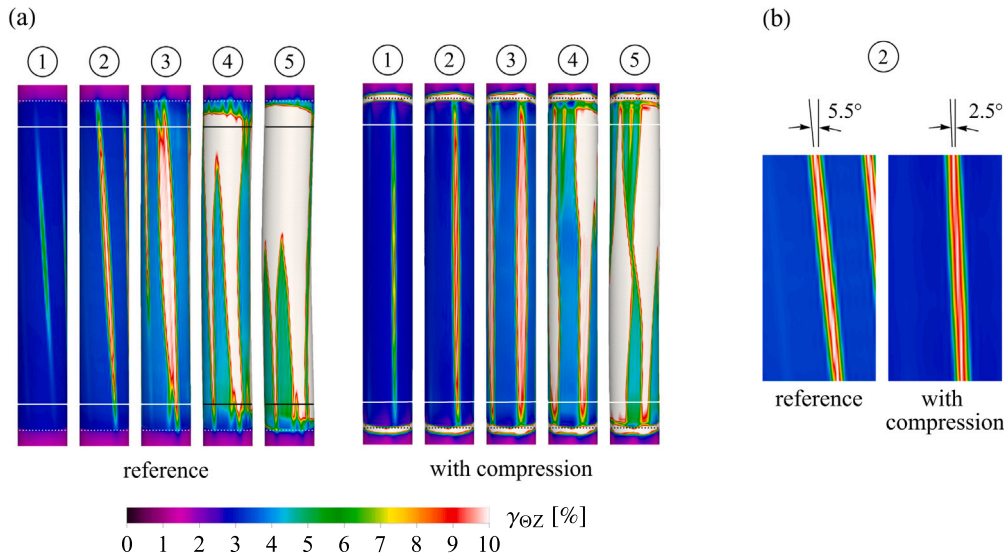 (a)
(b)
① ② ③ ④ ⑤
① ② ③ ④ ⑤
②
5.5°
2.5°
reference
with compression
reference
with
compression
γΘZ [%]
0 1 2 3 4 5 6 7 8 9 10